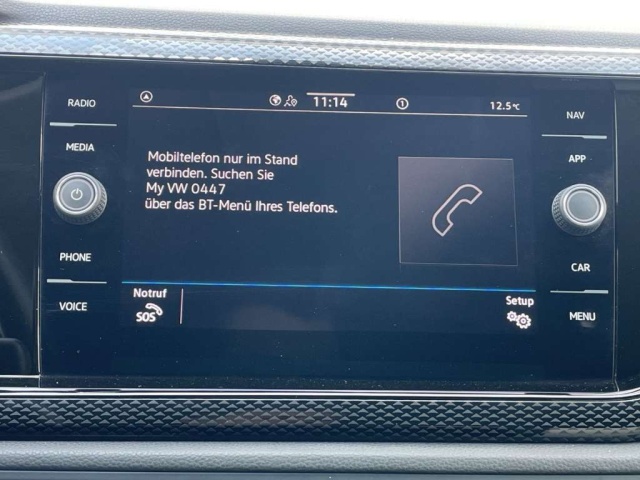 RADIO
MEDIA
PHONE
VOICE
11:14
12.5°C
Mobiltelefon nur im Stand
verbinden. Suchen Sie
My VW 0447
über das BT-Menü Ihres Telefons.
Notruf
SOS
Setup
NAV
APP
CAR
MENU